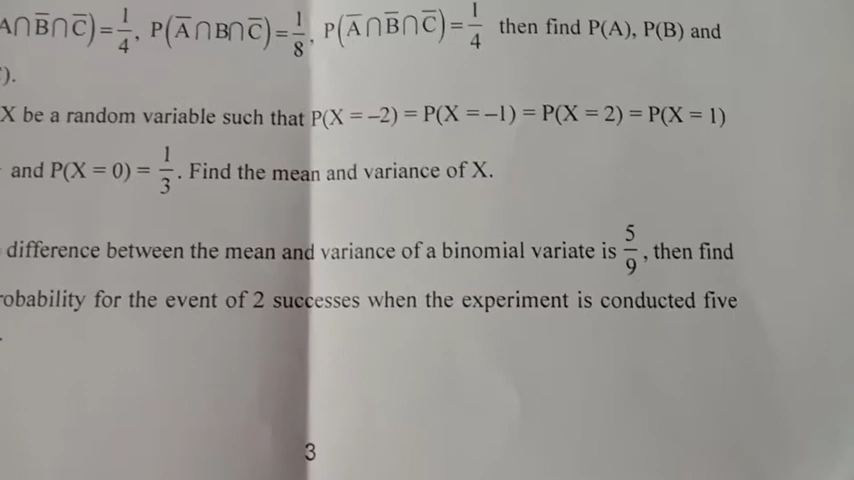 A∩B̅∩C̅)=1/4, P(A̅∩B∩C̅)=1/8, P(A̅∩B̅∩C̅)=1/4 then find P(A), P(B) and
).
X be a random variable such that P(X = –2) = P(X = –1) = P(X = 2) = P(X = 1)
and P(X = 0) = 1/3. Find the mean and variance of X.
difference between the mean and variance of a binomial variate is 5/9, then find
robability for the event of 2 successes when the experiment is conducted five
.
3